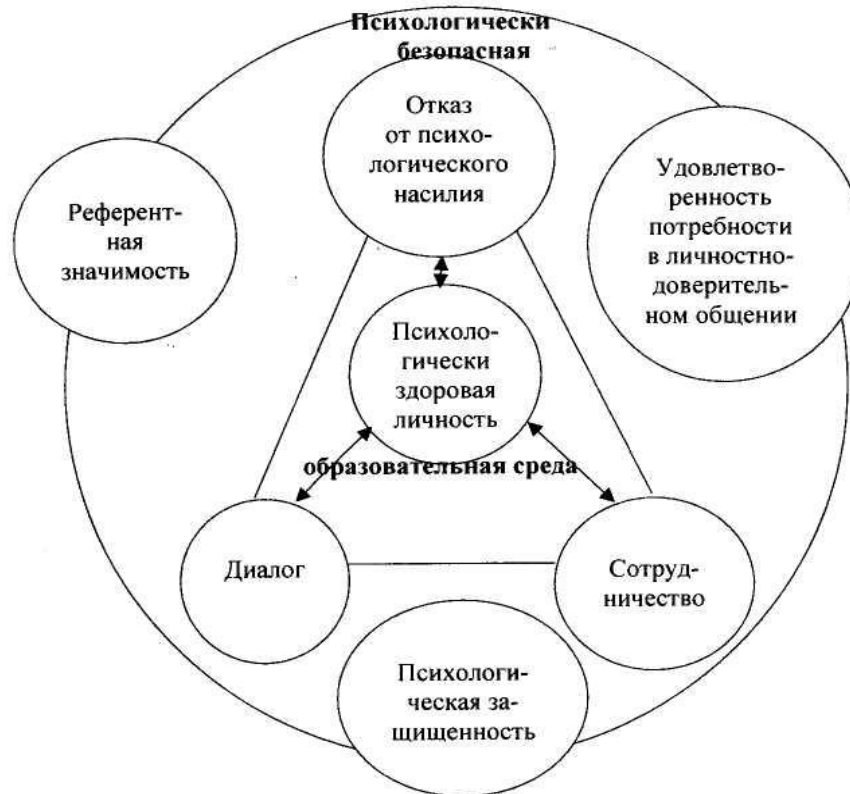 Психологически
безопасная
Отказ
от психо-
логического
насилия
Референт-
ная
значимость
Удовлетво-
ренность
потребности
в личностно-
доверитель-
ном общении
Психоло-
гически
здоровая
личность
образовательная среда
Диалог
Сотруд-
ничество
Психологи-
ческая за-
щищенность